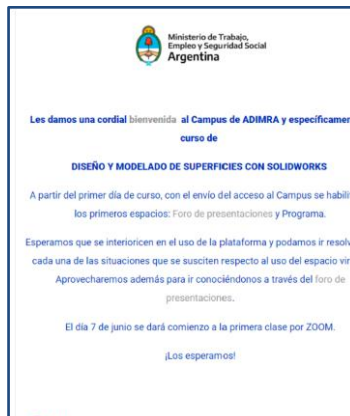 Ministerio de Trabajo,
Empleo y Seguridad Social
Argentina
Les damos una cordial bienvenida al Campus de ADIMRA y específicamen
curso de
DISEÑO Y MODELADO DE SUPERFICIES CON SOLIDWORKS
A partir del primer día de curso, con el envío del acceso al Campus se habili
los primeros espacios: Foro de presentaciones y Programa.
Esperamos que se interioricen en el uso de la plataforma y podamos ir resolv
cada una de las situaciones que se susciten respecto al uso del espacio vir
Aprovecharemos además para ir conociéndonos a través del foro de
presentaciones.
El día 7 de junio se dará comienzo a la primera clase por ZOOM.
¡Los esperamos!